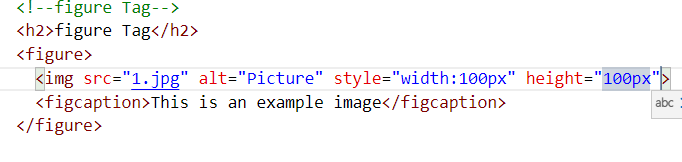 <!--figure Tag-->
<h2>figure Tag</h2>
<figure>
<img src="1.jpg" alt="Picture" style="width:100px" height="100px">
<figcaption>This is an example image</figcaption>
abc
</figure>